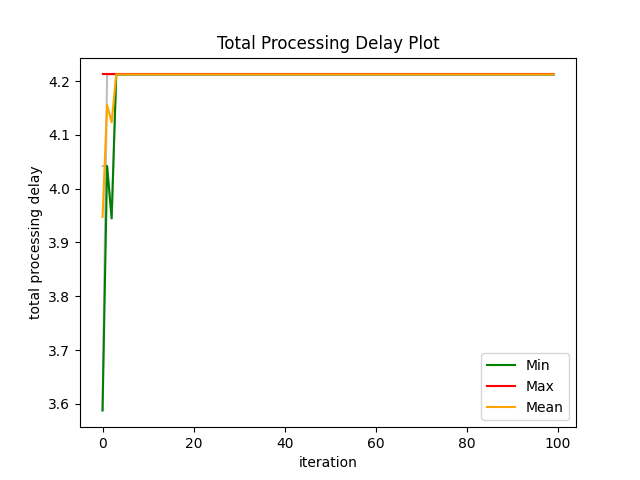 Total Processing Delay Plot
total processing delay
4.2
4.1
4.0
3.9
3.8
3.7
3.6
0
20
40
60
80
100
iteration
Min
Max
Mean